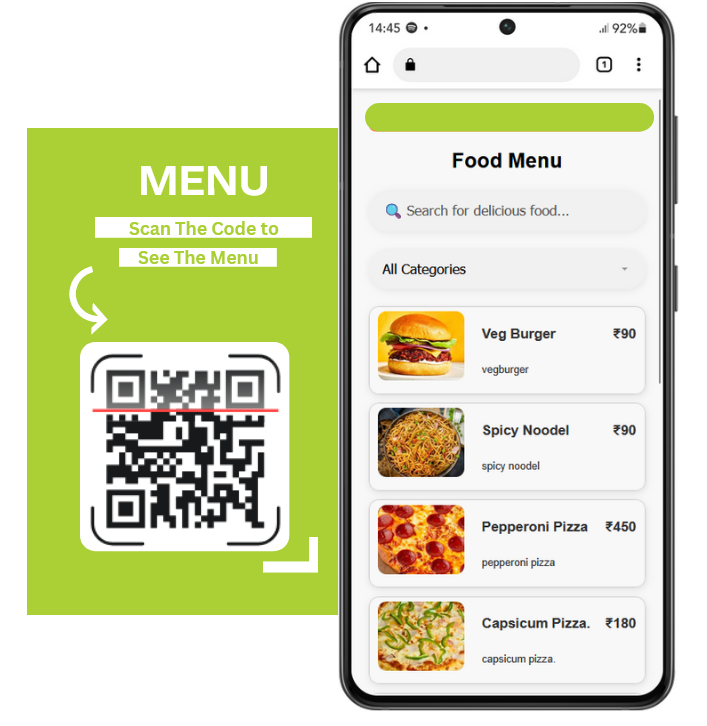 MENU
Scan The Code to
See The Menu
14:45
92%
1
Food Menu
Search for delicious food...
All Categories
Veg Burger ₹90
vegburger
Spicy Noodel ₹90
spicy noodel
Pepperoni Pizza ₹450
pepperoni pizza
Capsicum Pizza. ₹180
capsicum pizza.